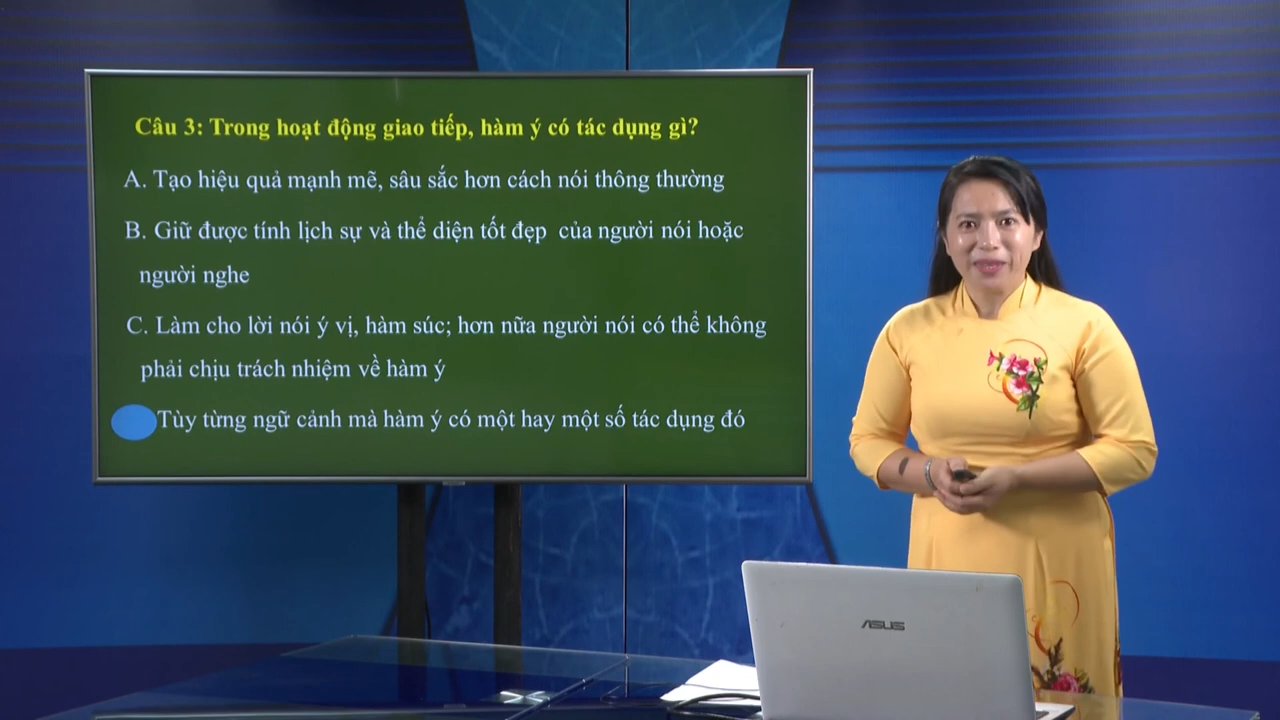 Câu 3: Trong hoạt động giao tiếp, hàm ý có tác dụng gì?
A. Tạo hiệu quả mạnh mẽ, sâu sắc hơn cách nói thông thường
B. Giữ được tính lịch sự và thể diện tốt đẹp của người nói hoặc
người nghe
C. Làm cho lời nói ý vị, hàm súc; hơn nữa người nói có thể không
phải chịu trách nhiệm về hàm ý
Tùy từng ngữ cảnh mà hàm ý có một hay một số tác dụng đó
ASUS